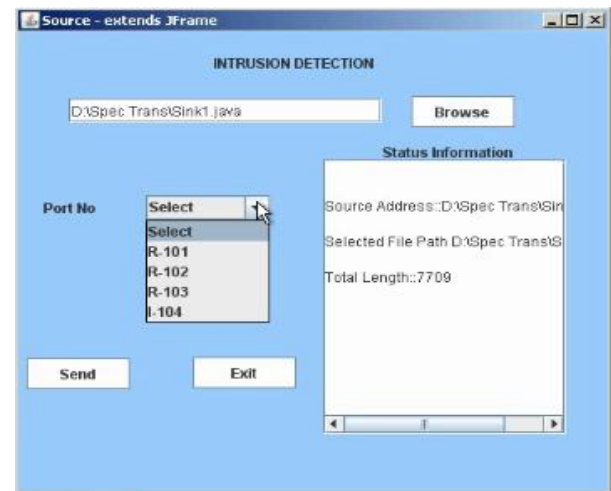 Source - extends JFrame
INTRUSION DETECTION
D:\Spec Trans\Sink1.java
Browse
Status Information
Source Address::D:\Spec Trans\Sin
Selected File Path D:\Spec Trans\S
Total Length::7709
Port No
Select
Select
R-101
R-102
R-103
I-104
Send
Exit